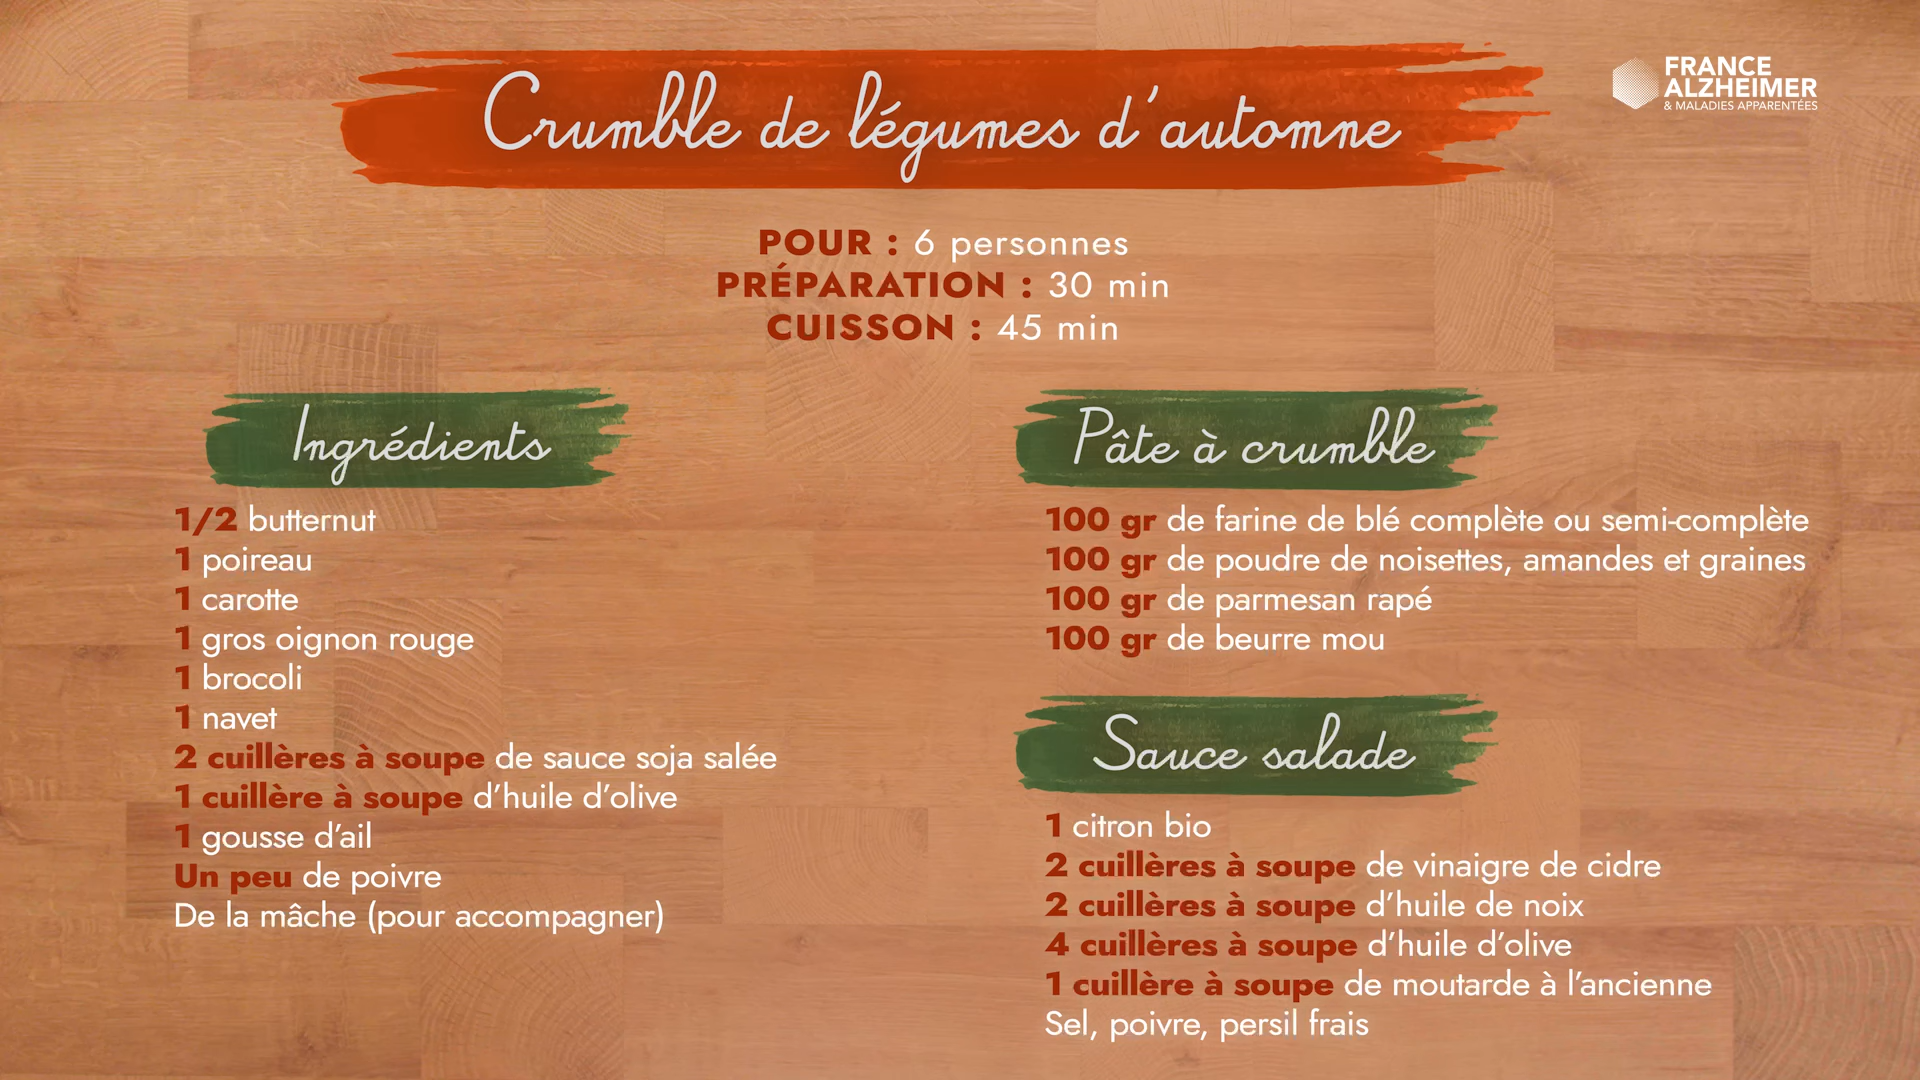 Crumble de légumes d'automne
FRANCE
ALZHEIMER
& MALADIES APPARENTÉES
POUR : 6 personnes
PRÉPARATION : 30 min
CUISSON : 45 min
Ingrédients
1/2 butternut
1 poireau
1 carotte
1 gros oignon rouge
1 brocoli
1 navet
2 cuillères à soupe de sauce soja salée
1 cuillère à soupe d'huile d'olive
1 gousse d'ail
Un peu de poivre
De la mâche (pour accompagner)
Pâte à crumble
100 gr de farine de blé complète ou semi-complète
100 gr de poudre de noisettes, amandes et graines
100 gr de parmesan rapé
100 gr de beurre mou
Sauce salade
1 citron bio
2 cuillères à soupe de vinaigre de cidre
2 cuillères à soupe d'huile de noix
4 cuillères à soupe d'huile d'olive
1 cuillère à soupe de moutarde à l'ancienne
Sel, poivre, persil frais